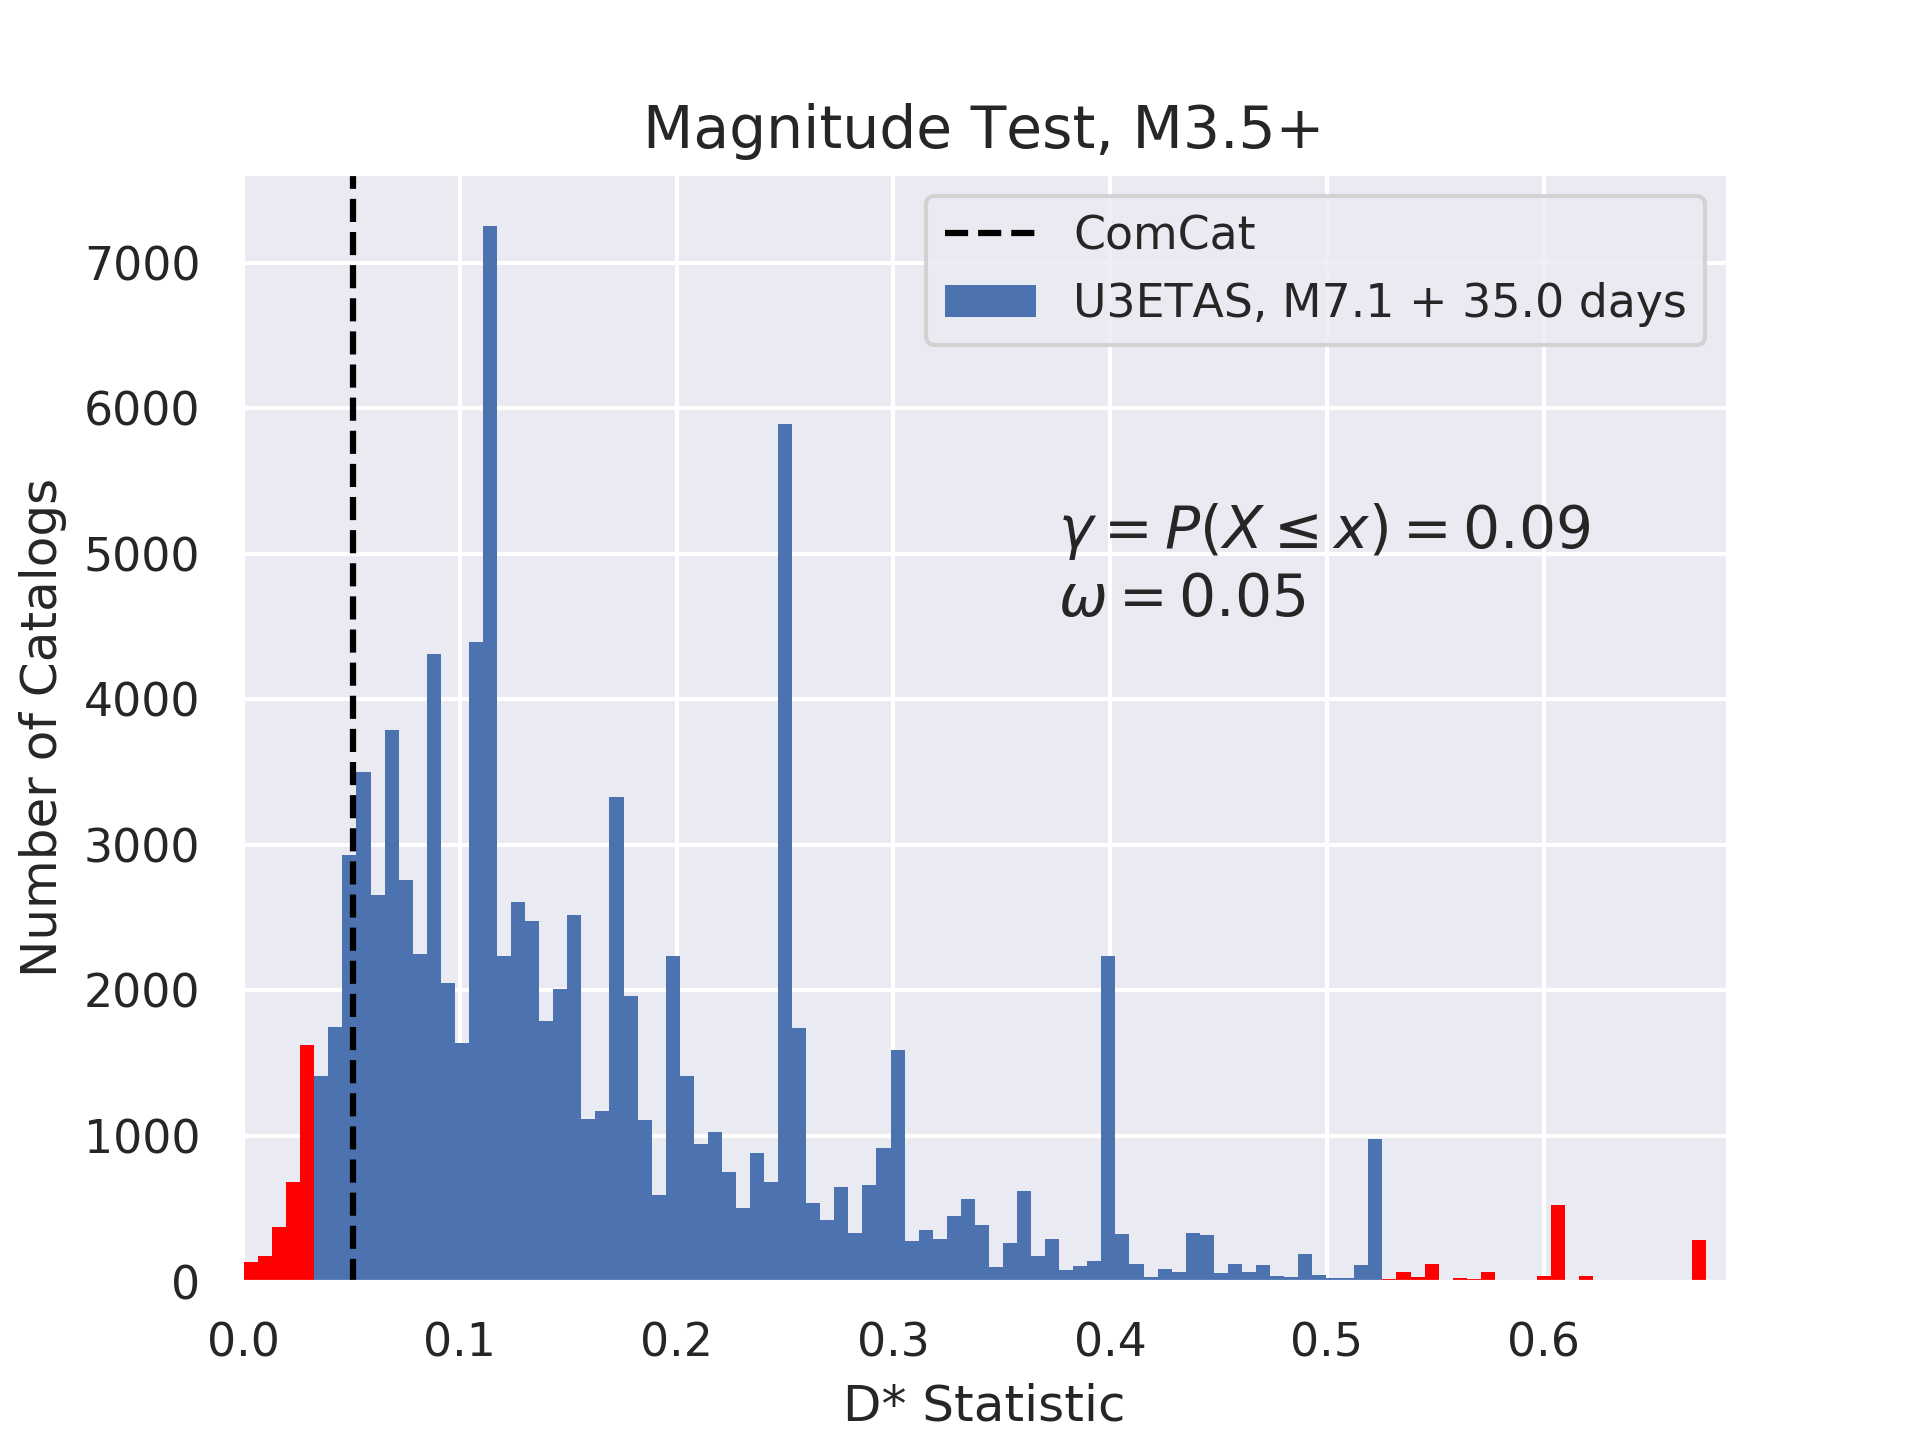 Magnitude Test, M3.5+
ComCat
U3ETAS, M7.1 + 35.0 days
γ = P(X ≤ x) = 0.09
ω = 0.05
Number of Catalogs
7000
6000
5000
4000
3000
2000
1000
0
0.0 0.1 0.2 0.3 0.4 0.5 0.6
D* Statistic